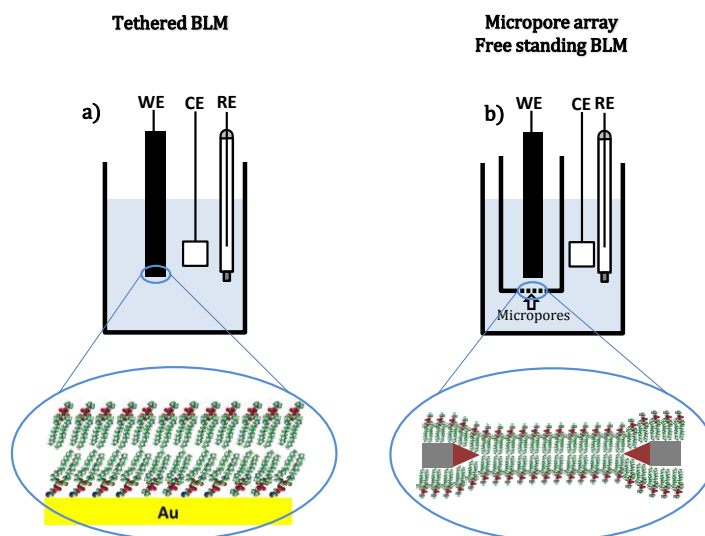 Tethered BLM
a)
WE CE RE
Au
Micropore array
Free standing BLM
b)
WE CE RE
Micropores